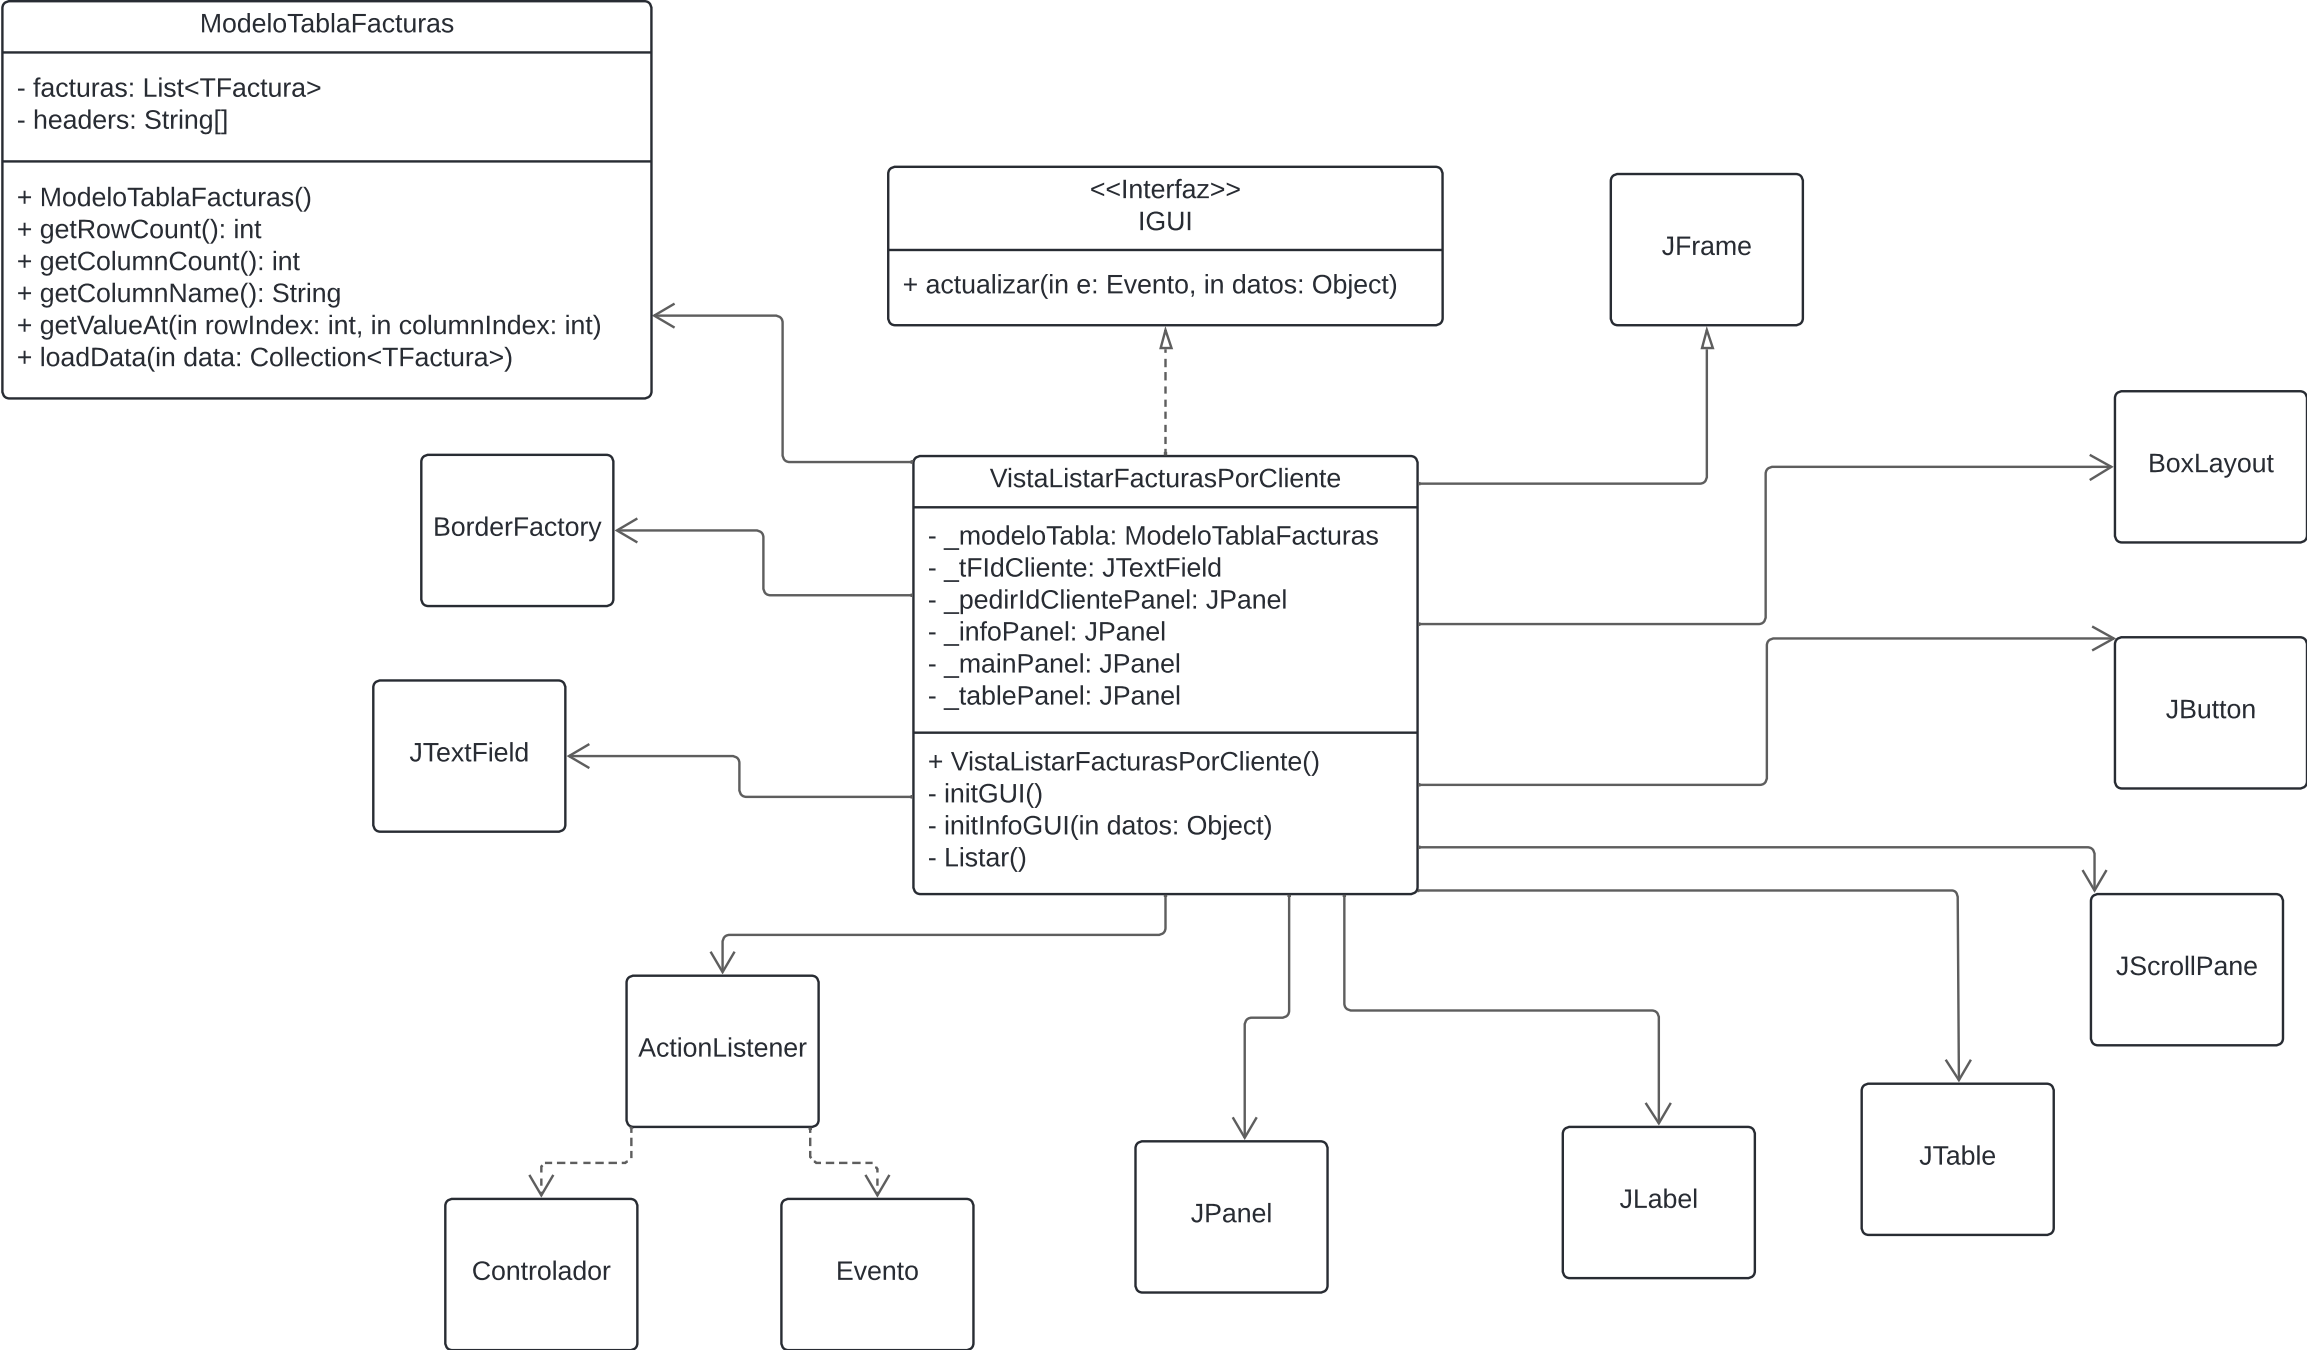 ModeloTablaFacturas
- facturas: List<TFactura>
- headers: String[]
+ ModeloTablaFacturas()
+ getRowCount(): int
+ getColumnCount(): int
+ getColumnName(): String
+ getValueAt(in rowIndex: int, in columnIndex: int)
+ loadData(in data: Collection<TFactura>)
<<Interfaz>>
IGUI
+ actualizar(in e: Evento, in datos: Object)
JFrame
BoxLayout
BorderFactory
VistaListarFacturasPorCliente
- _modeloTabla: ModeloTablaFacturas
- _tFIdCliente: JTextField
- _pedirIdClientePanel: JPanel
- _infoPanel: JPanel
- _mainPanel: JPanel
- _tablePanel: JPanel
+ VistaListarFacturasPorCliente()
- initGUI()
- initInfoGUI(in datos: Object)
- Listar()
JTextField
JButton
JScrollPane
ActionListener
JTable
JLabel
JPanel
Controlador
Evento